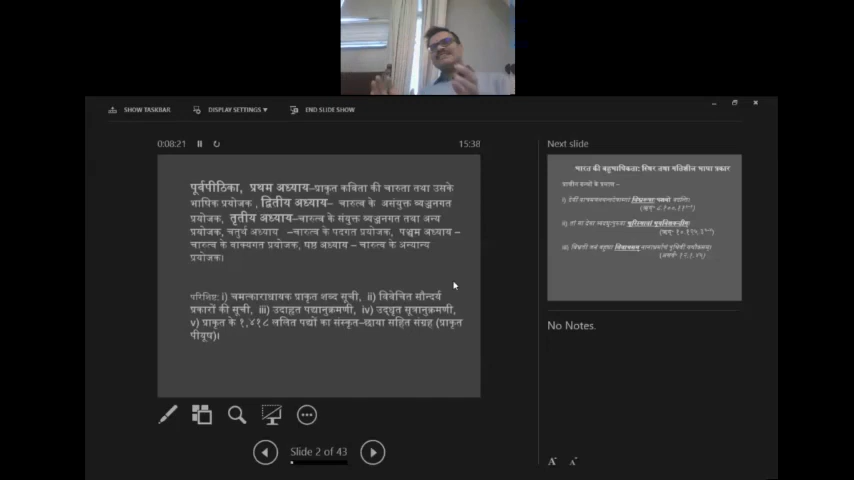 SHOW TASKBAR DISPLAY SETTINGS ▼ END SLIDE SHOW
0:08:21 15:38
पूर्वपीठिका, प्रथम अध्याय–प्राकृत कविता की चारुता तथा उसके
भाषिक प्रयोजक, द्वितीय अध्याय– चारुत्व के असंयुक्त व्यञ्जनगत
प्रयोजक, तृतीय अध्याय–चारुत्व के संयुक्त व्यञ्जनगत तथा अन्य
प्रयोजक, चतुर्थ अध्याय –चारुत्व के पदगत प्रयोजक, पञ्चम अध्याय –
चारुत्व के वाक्यगत प्रयोजक, षष्ठ अध्याय – चारुत्व के अन्यान्य
प्रयोजक।
परिशिष्ट: i) चमत्काराधायक प्राकृत शब्द सूची, ii) विवेचित सौन्दर्य
प्रकारों की सूची, iii) उदाहृत पद्यानुक्रमणी, iv) उद्धृत सूत्रानुक्रमणी,
v) प्राकृत के १,४१८ ललित पद्यों का संस्कृत–छाया सहित संग्रह (प्राकृत
पीयूष)।
Slide 2 of 43
Next slide
भारत की बहुभाषिकता: स्थिर तथा गतिशील भाषा प्रकार
प्राचीन सन्दर्भ के प्रमाण –
No Notes.